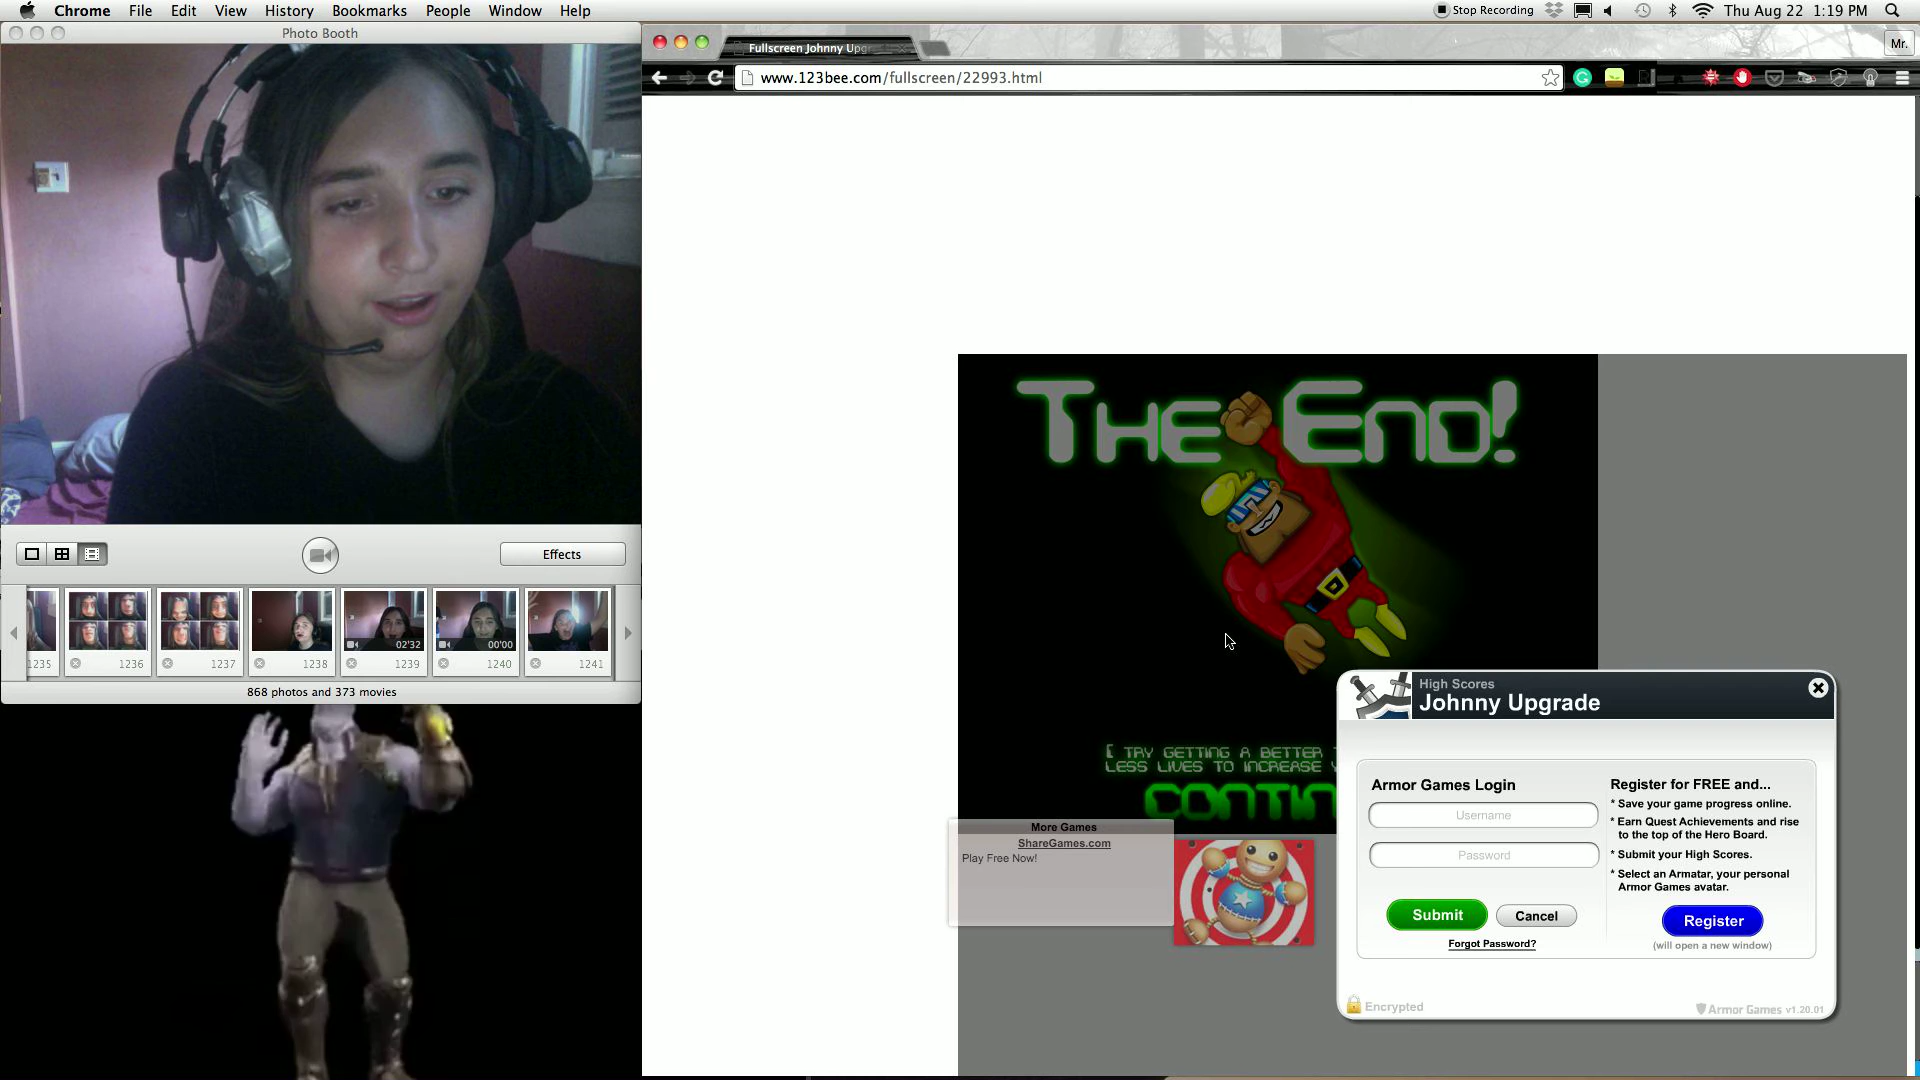 Chrome File Edit View History Bookmarks People Window Help
Stop Recording Thu Aug 22 1:19 PM
Photo Booth
Fullscreen Johnny Upg
Mr.
www.123bee.com/fullscreen/22993.html
Effects
1235 1236 1237 1238 02'32 1239 00'00 1240 1241
868 photos and 373 movies
The End!
[ TRY GETTING A BETTER
LESS LIVES TO INCREASE
CONTIN
More Games
ShareGames.com
Play Free Now!
High Scores
Johnny Upgrade
Armor Games Login
Username
Password
Submit Cancel
Forgot Password?
Register for FREE and...
* Save your game progress online.
* Earn Quest Achievements and rise
to the top of the Hero Board.
* Submit your High Scores.
* Select an Armatar, your personal
Armor Games avatar.
Register
(will open a new window)
Encrypted
Armor Games v1.20.01